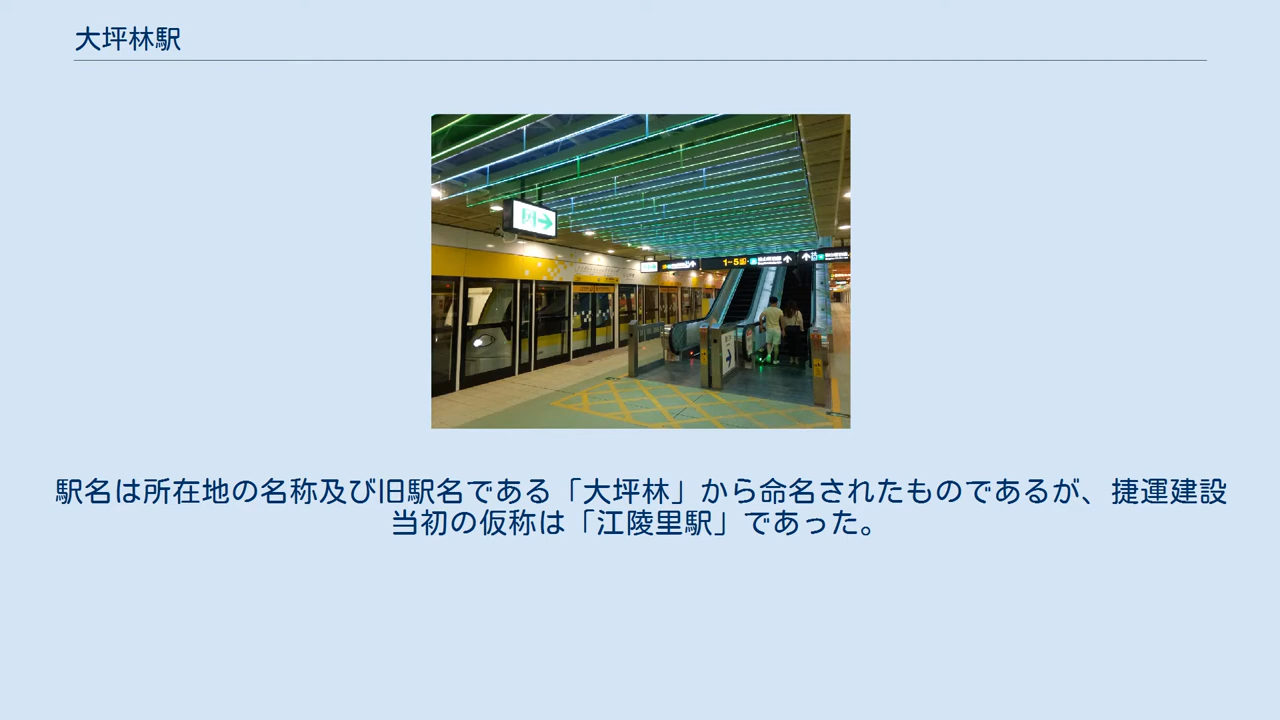 大坪林駅
1~5
駅名は所在地の名称及び旧駅名である「大坪林」から命名されたものであるが、捷運建設
当初の仮称は「江陵里駅」であった。